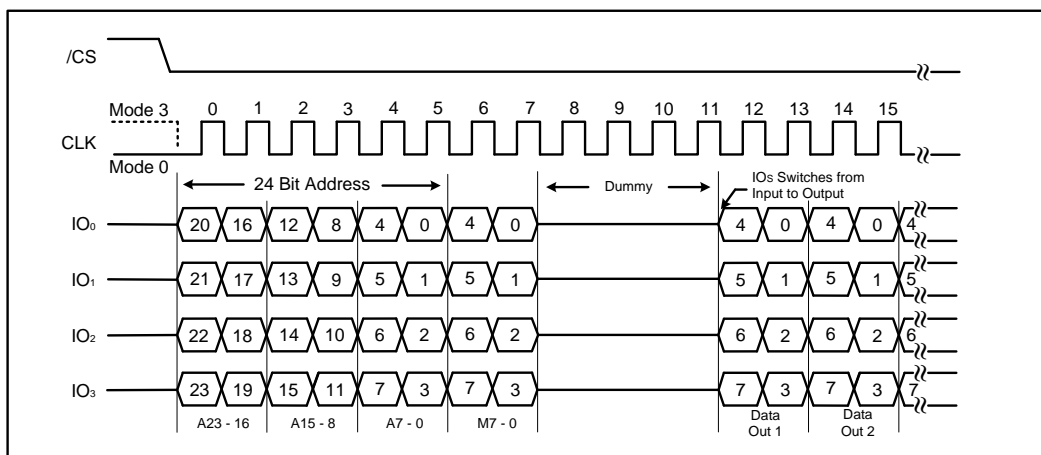 /CS
Mode 3
0 1 2 3 4 5 6 7 8 9 10 11 12 13 14 15
CLK
Mode 0
24 Bit Address
Dummy
IOs Switches from
Input to Output
IO0 20 16 12 8 4 0 4 0 4 0 4 0 4
IO1 21 17 13 9 5 1 5 1 5 1 5 1 5
IO2 22 18 14 10 6 2 6 2 6 2 6 2 6
IO3 23 19 15 11 7 3 7 3 7 3 7 3 7
A23 - 16 A15 - 8 A7 - 0 M7 - 0
Data
Out 1
Data
Out 2